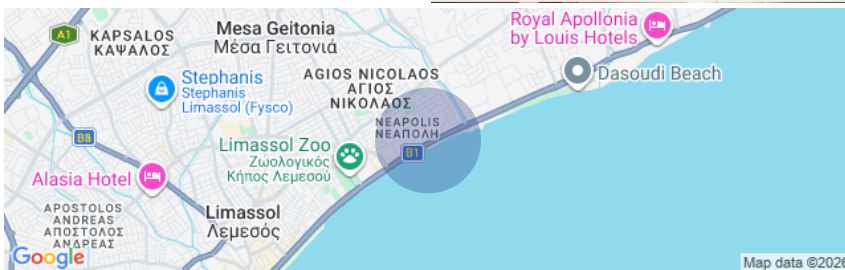 A1
KAPSALOS
ΚΑΨΑΛΟΣ
Mesa Geitonia
Μέσα Γειτονιά
Royal Apollonia
by Louis Hotels
Stephanis
Stephanis
Limassol (Fysco)
AGIOS NICOLAOS
ΑΓΙΟΣ
ΝΙΚΟΛΑΟΣ
Dasoudi Beach
NEAPOLIS
ΝΕΑΠΟΛΗ
B8
B1
Limassol Zoo
Ζωολογικός
Κήπος Λεμεσού
Alasia Hotel
APOSTOLOS
ANDREAS
ΑΠΟΣΤΟΛΟΣ
ΑΝΔΡΕΑΣ
Limassol
Λεμεσός
Google
Map data ©2026